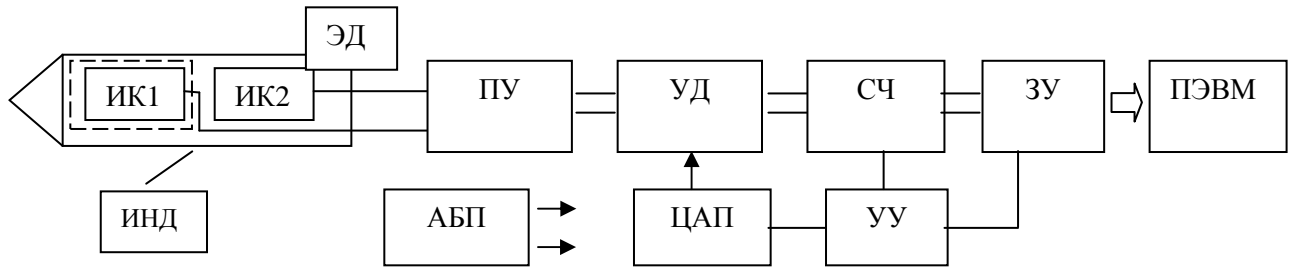 ЭД
ИК1 ИК2 ПУ УД СЧ ЗУ ПЭВМ
ИНД АБП ЦАП УУ